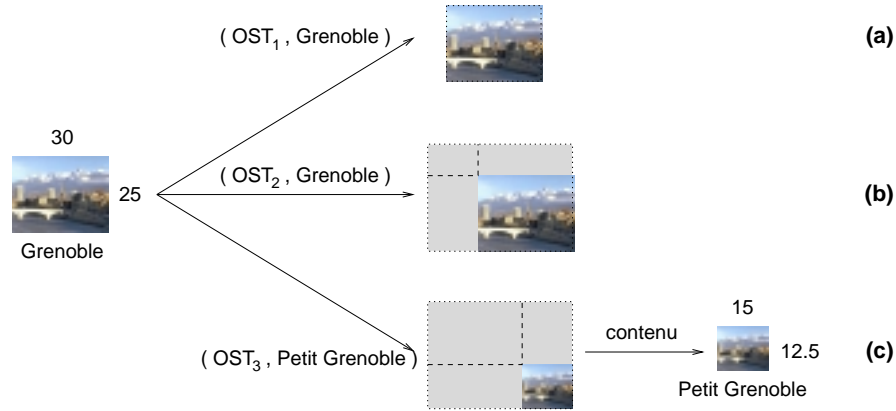 ( OST1 , Grenoble )
(a)
30
25
Grenoble
( OST2 , Grenoble )
(b)
( OST3 , Petit Grenoble )
contenu
15
12.5
Petit Grenoble
(c)